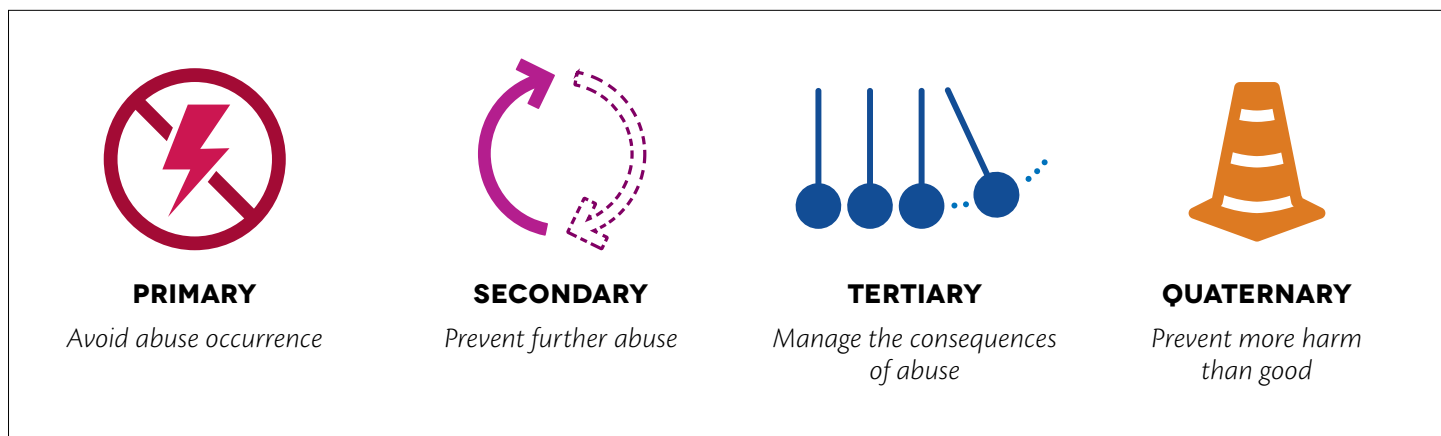 PRIMARY
Avoid abuse occurrence
SECONDARY
Prevent further abuse
TERTIARY
Manage the consequences
of abuse
QUATERNARY
Prevent more harm
than good